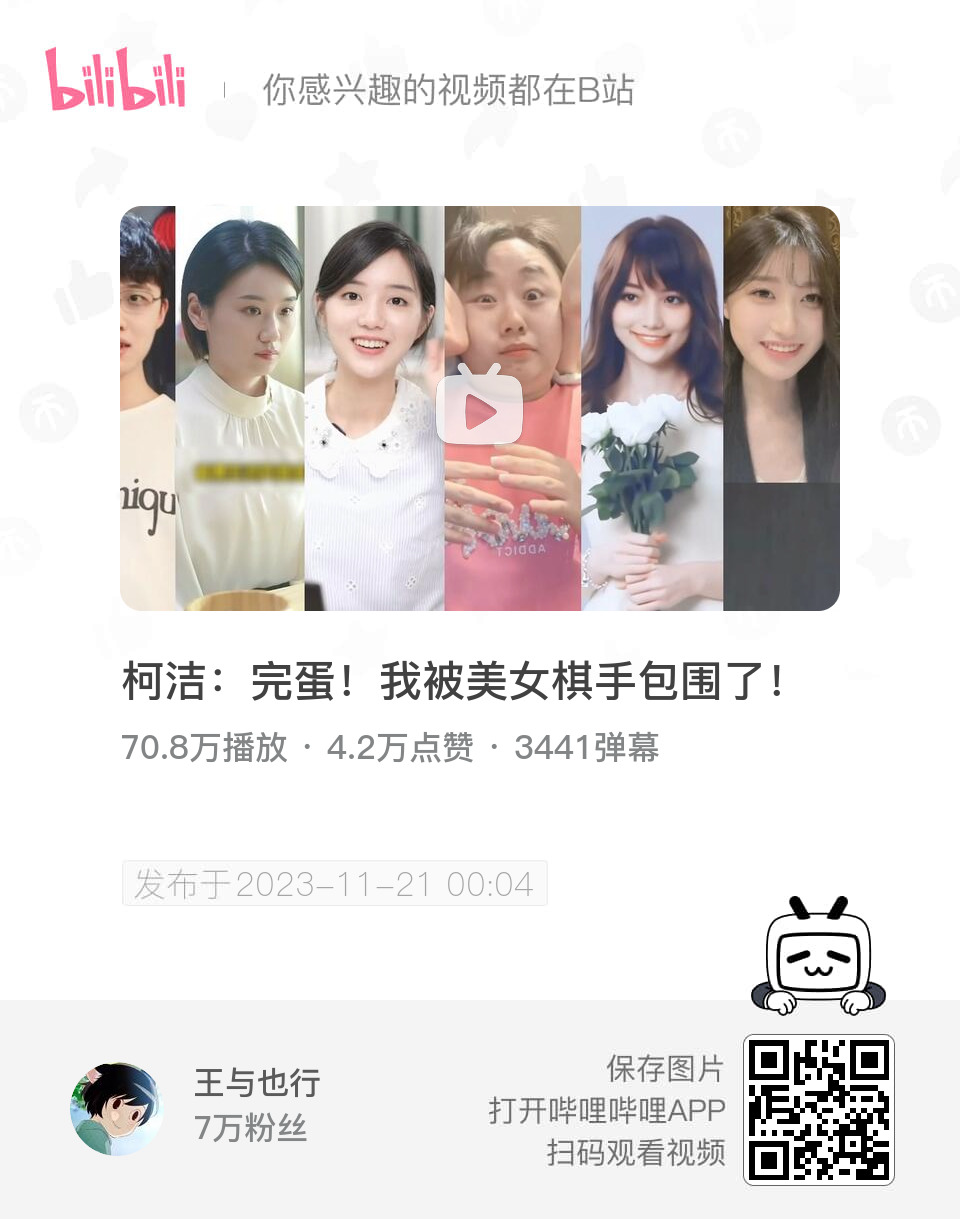 bilibili
你感兴趣的视频都在B站
niqu
ADDICT
柯洁：完蛋！我被美女棋手包围了！
70.8万播放 · 4.2万点赞 · 3441弹幕
发布于2023-11-21 00:04
王与也行
7万粉丝
保存图片
打开哔哩哔哩APP
扫码观看视频